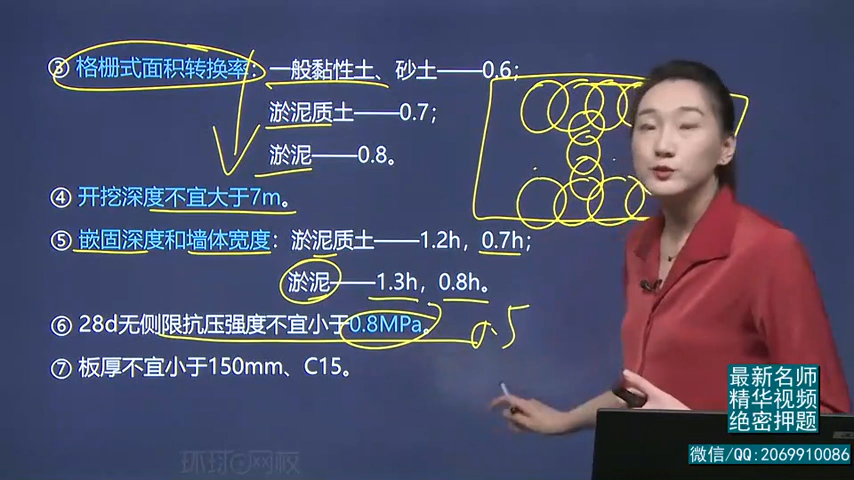 ③ 格栅式面积转换率：一般黏性土、砂土——0.6；
淤泥质土——0.7；
淤泥——0.8。
④ 开挖深度不宜大于7m。
⑤ 嵌固深度和墙体宽度：淤泥质土——1.2h，0.7h；
淤泥——1.3h，0.8h。
⑥ 28d无侧限抗压强度不宜小于0.8MPa。
0.5
⑦ 板厚不宜小于150mm、C15。
最新名师
精华视频
绝密押题
环球网校
微信/QQ:2069910086